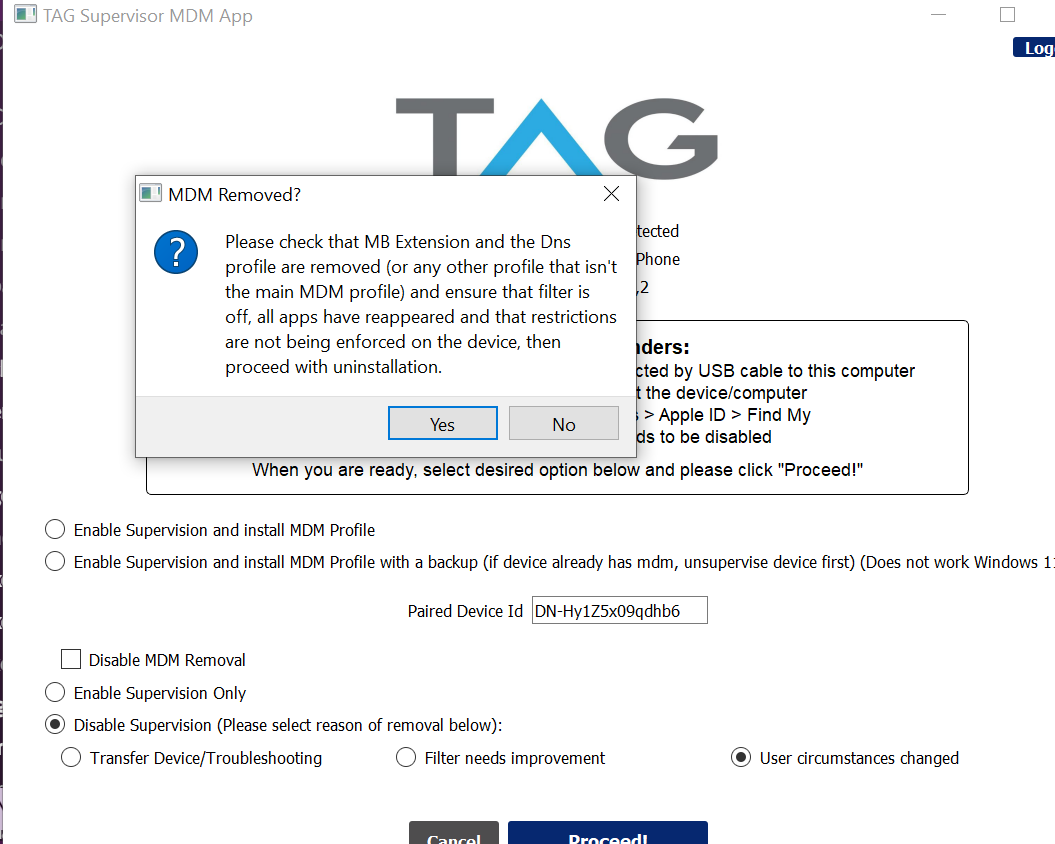 TAG Supervisor MDM App
TAG
MDM Removed?
Please check that MB Extension and the Dns
profile are removed (or any other profile that isn't
the main MDM profile) and ensure that filter is
off, all apps have reappeared and that restrictions
are not being enforced on the device, then
proceed with uninstallation.
Yes No
Phone
,2
by USB cable to this computer
the device/computer
> Apple ID > Find My
to be disabled
When you are ready, select desired option below and please click "Proceed!"
Enable Supervision and install MDM Profile
Enable Supervision and install MDM Profile with a backup (if device already has mdm, unsupervise device first) (Does not work Windows
Paired Device Id DN-Hy1Z5x09qdhb6
Disable MDM Removal
Enable Supervision Only
Disable Supervision (Please select reason of removal below):
Transfer Device/Troubleshooting Filter needs improvement User circumstances changed
Cancel Proceed!